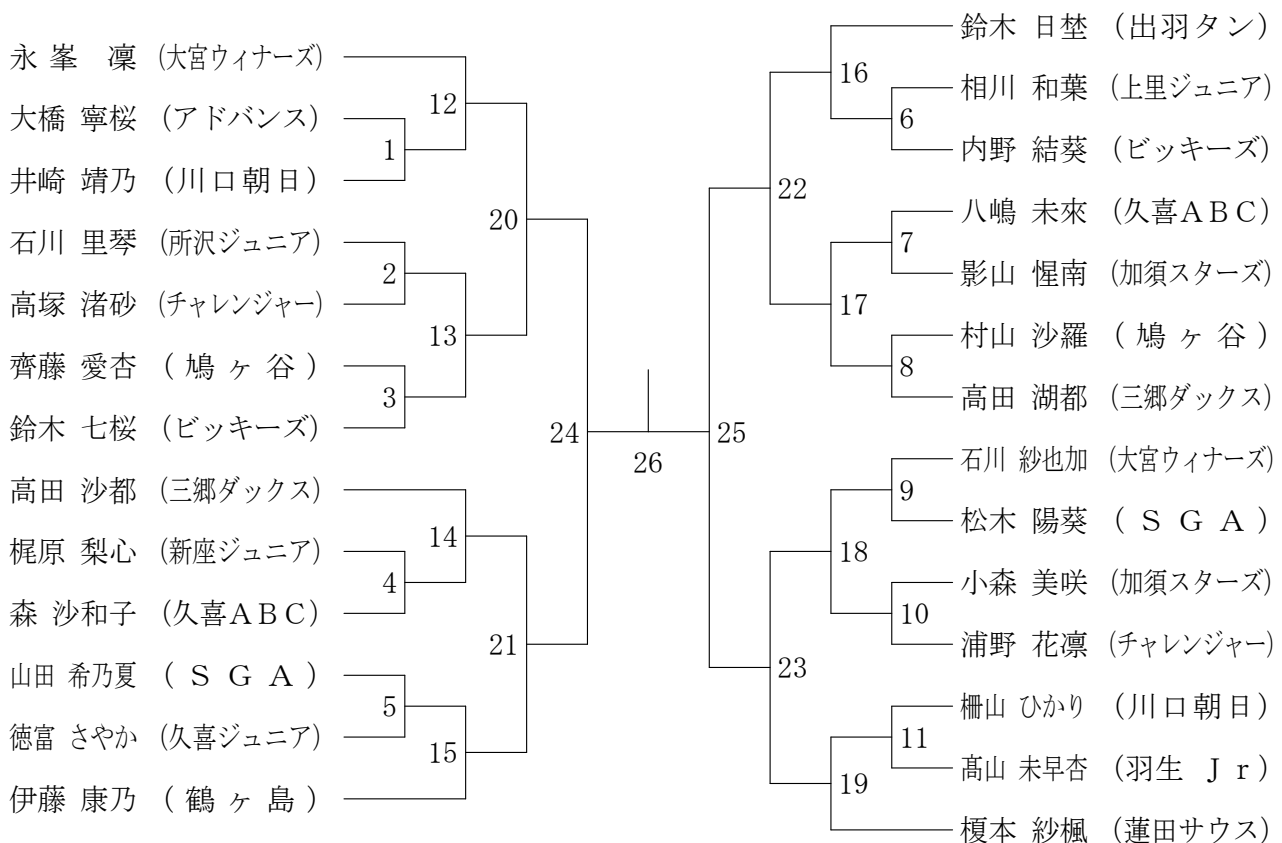 永峯 凜 (大宮ウィナーズ)
大橋 寧桜 (アドバンス)
井崎 靖乃 (川口朝日)
石川 里琴 (所沢ジュニア)
高塚 渚砂 (チャレンジャー)
齊藤 愛杏 (鳩ヶ谷)
鈴木 七桜 (ビッキーズ)
高田 沙都 (三郷ダックス)
梶原 梨心 (新座ジュニア)
森 沙和子 (久喜ABC)
山田 希乃夏 (SGA)
徳富 さやか (久喜ジュニア)
伊藤 康乃 (鶴ヶ島)
12
1
20
2
13
3
24
14
4
21
5
15
26
25
16
6
22
7
17
8
9
18
10
23
11
19
鈴木 日埜 (出羽タン)
相川 和葉 (上里ジュニア)
内野 結葵 (ビッキーズ)
八嶋 未來 (久喜ABC)
影山 惺南 (加須スターズ)
村山 沙羅 (鳩ヶ谷)
高田 湖都 (三郷ダックス)
石川 紗也加 (大宮ウィナーズ)
松木 陽葵 (SGA)
小森 美咲 (加須スターズ)
浦野 花凛 (チャレンジャー)
柵山 ひかり (川口朝日)
髙山 未早杏 (羽生 Jr)
榎本 紗楓 (蓮田サウス)